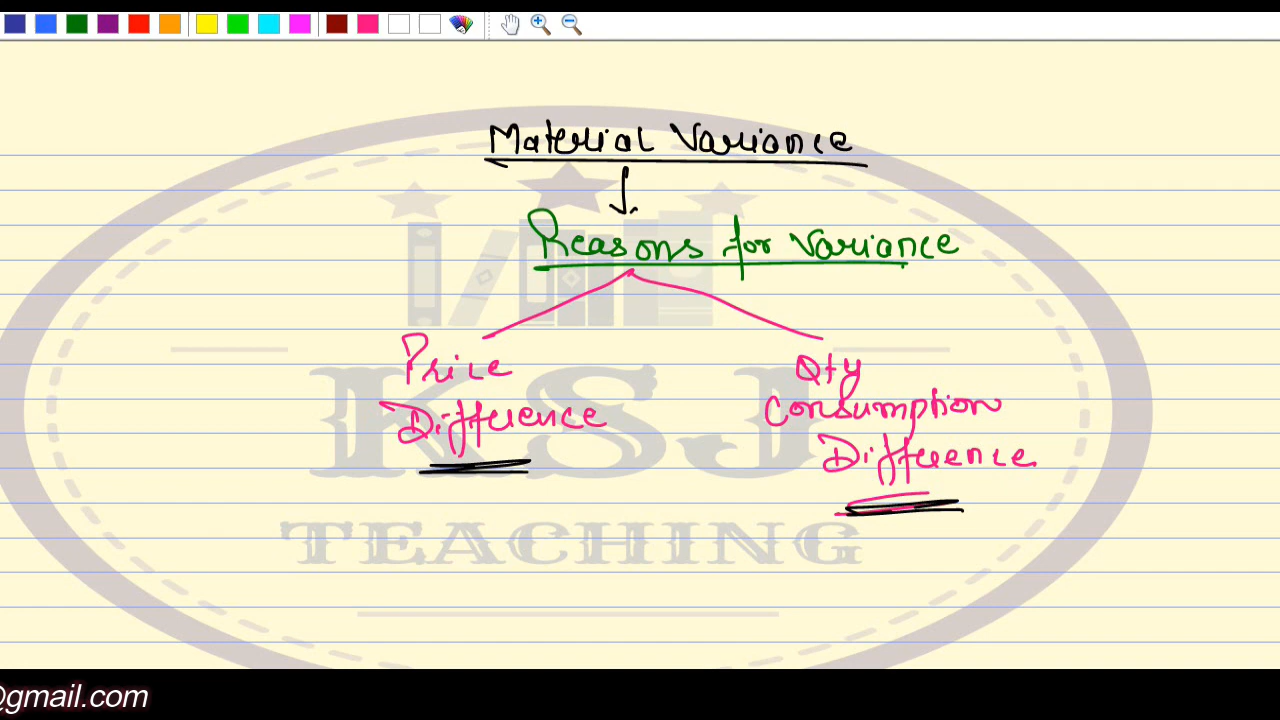 Material Variance
Reasons for Variance
Price
Difference
Qty
Consumption
Difference
KSJ
TEACHING
@gmail.com